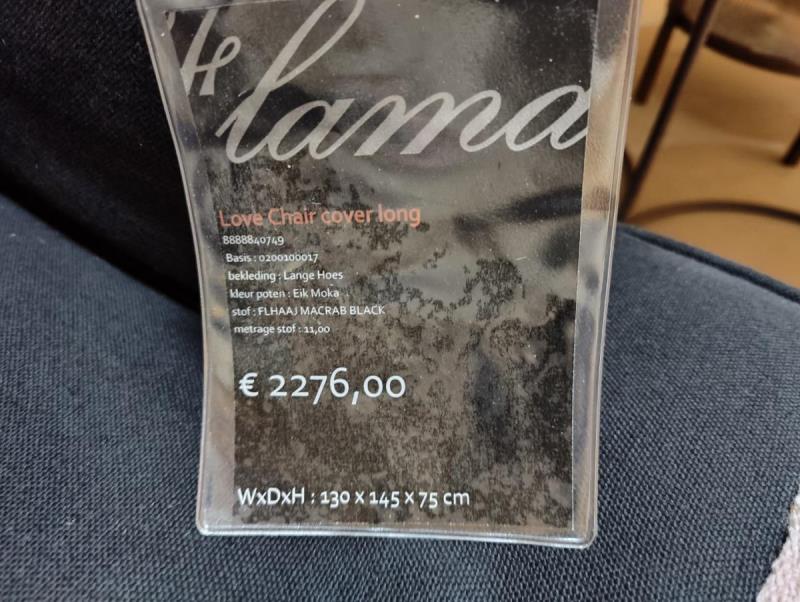 lama
Love Chair cover long
8888840749
Basis : 0200100017
bekleding : Lange Hoes
kleur poten : Eik Moka
stof : FLHAAJ MACRAB BLACK
metrage stof : 11,00
€ 2276,00
WxDxH : 130 x 145 x 75 cm